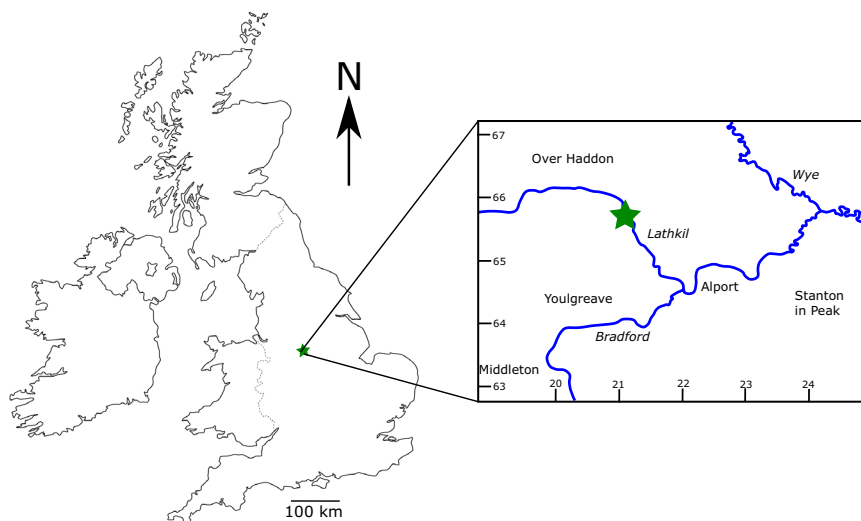 N
100 km
67
66
65
64
63
20
21
22
23
24
Over Haddon
Wye
Lathkil
Alport
Youlgreave
Stanton
in Peak
Bradford
Middleton